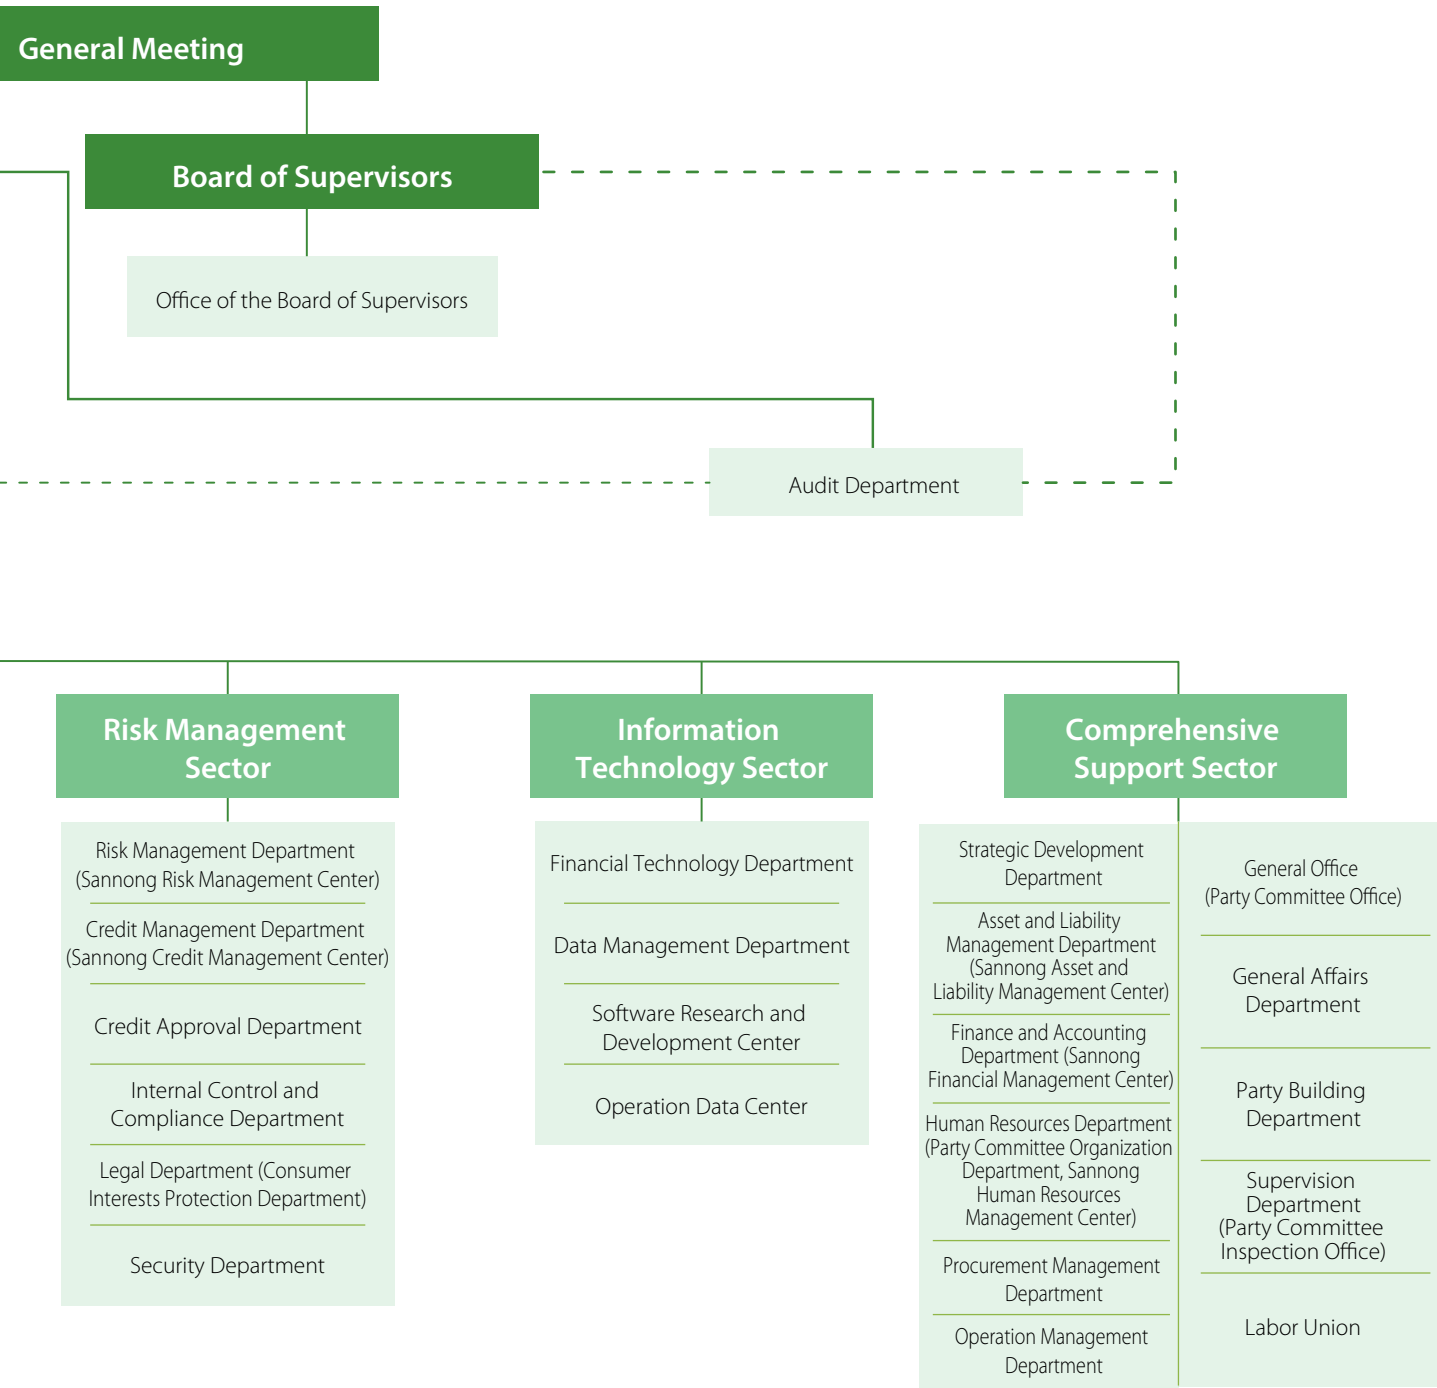 General Meeting
Board of Supervisors
Office of the Board of Supervisors
Audit Department
Risk Management
Sector
Risk Management Department
(Sannong Risk Management Center)
Credit Management Department
(Sannong Credit Management Center)
Credit Approval Department
Internal Control and
Compliance Department
Legal Department (Consumer
Interests Protection Department)
Security Department
Information
Technology Sector
Financial Technology Department
Data Management Department
Software Research and
Development Center
Operation Data Center
Comprehensive
Support Sector
Strategic Development
Department
Asset and Liability
Management Department
(Sannong Asset and
Liability Management Center)
Finance and Accounting
Department (Sannong
Financial Management Center)
Human Resources Department
(Party Committee Organization
Department, Sannong
Human Resources
Management Center)
Procurement Management
Department
Operation Management
Department
General Office
(Party Committee Office)
General Affairs
Department
Party Building
Department
Supervision
Department
(Party Committee
Inspection Office)
Labor Union